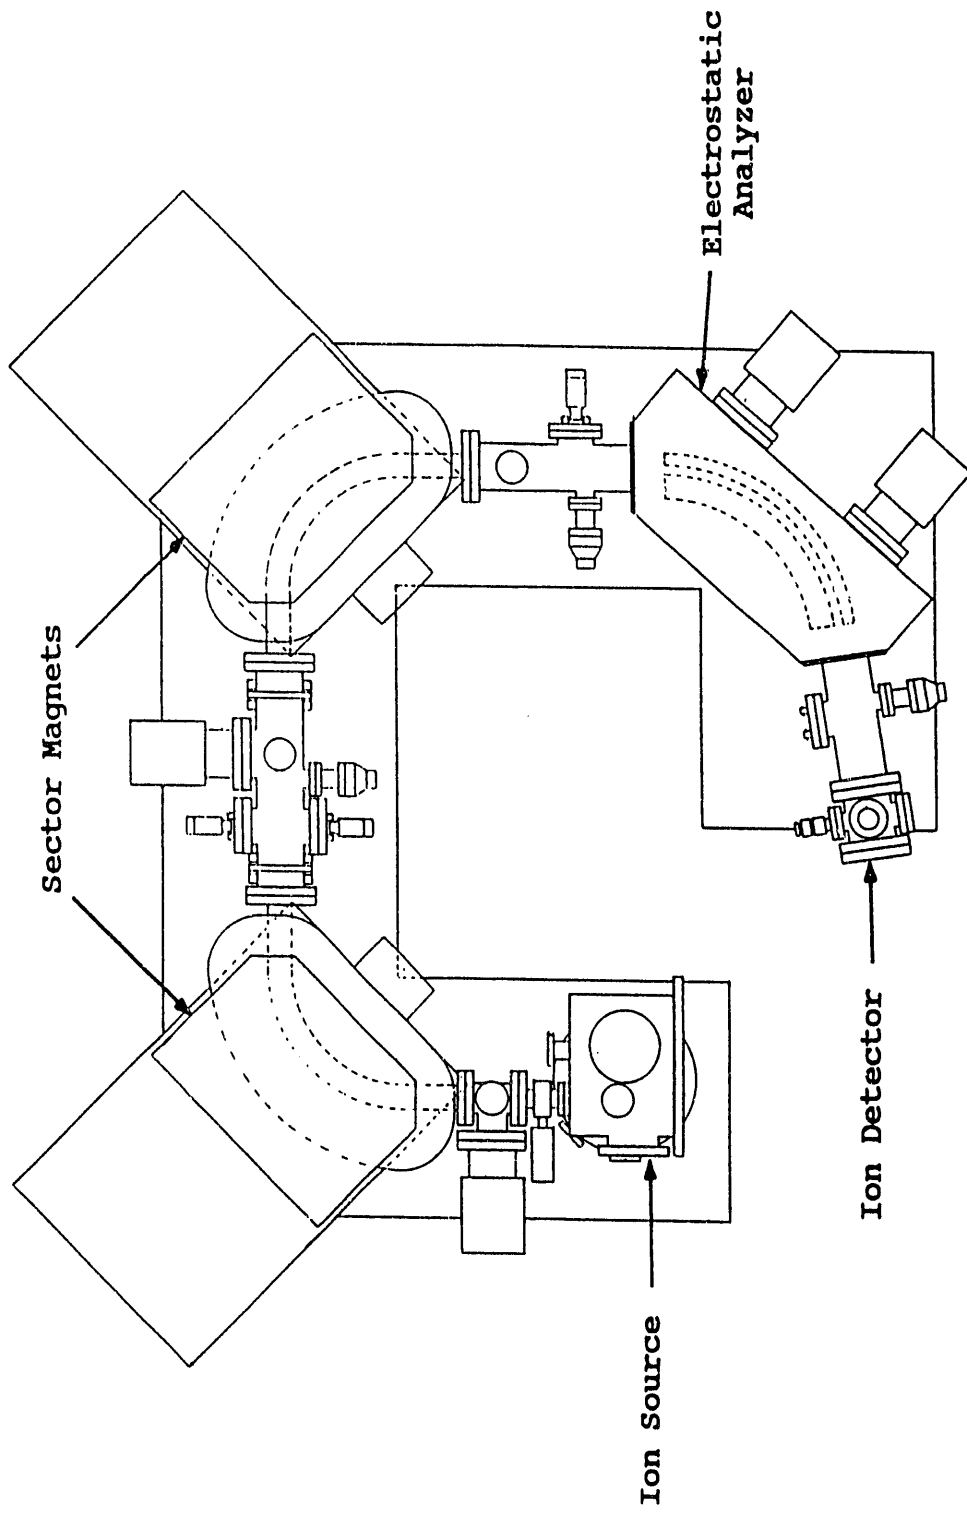 Sector Magnets
Electrostatic
Analyzer
Ion Source
Ion Detector